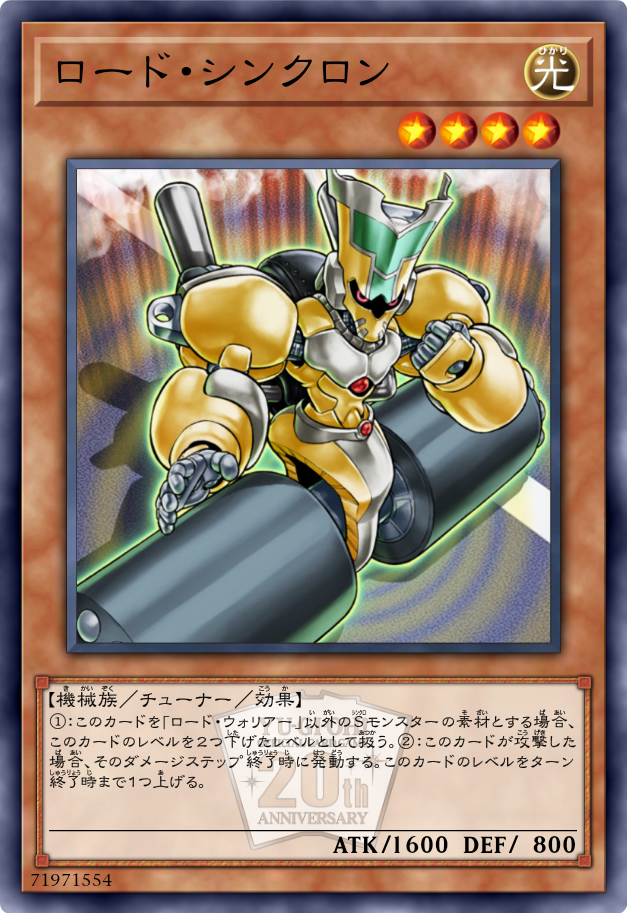 ロード・シンクロン
ひかり
光
【機械族／チューナー／効果】
①：このカードを「ロード・ウォリアー」以外のＳモンスターの素材とする場合、
このカードのレベルを２つ下げたレベルとして扱う。②：このカードが攻撃した
場合、そのダメージステップ終了時に発動する。このカードのレベルをターン
終了時まで１つ上げる。
YU-GI-OH!
20th
ANNIVERSARY
ATK/1600 DEF/ 800
71971554